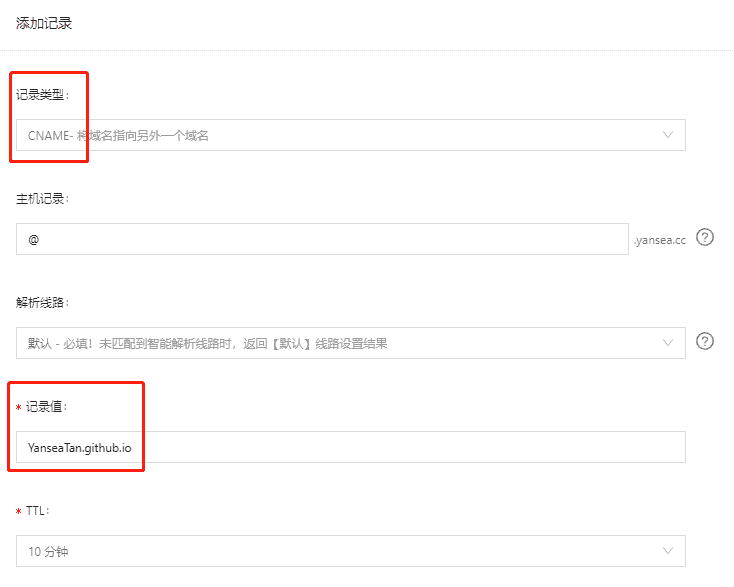 添加记录
记录类型：
CNAME- 将域名指向另外一个域名
主机记录：
@
.yansea.cc
?
解析线路：
默认 - 必填！未匹配到智能解析线路时，返回【默认】线路设置结果
?
* 记录值：
YanseaTan.github.io
* TTL：
10 分钟